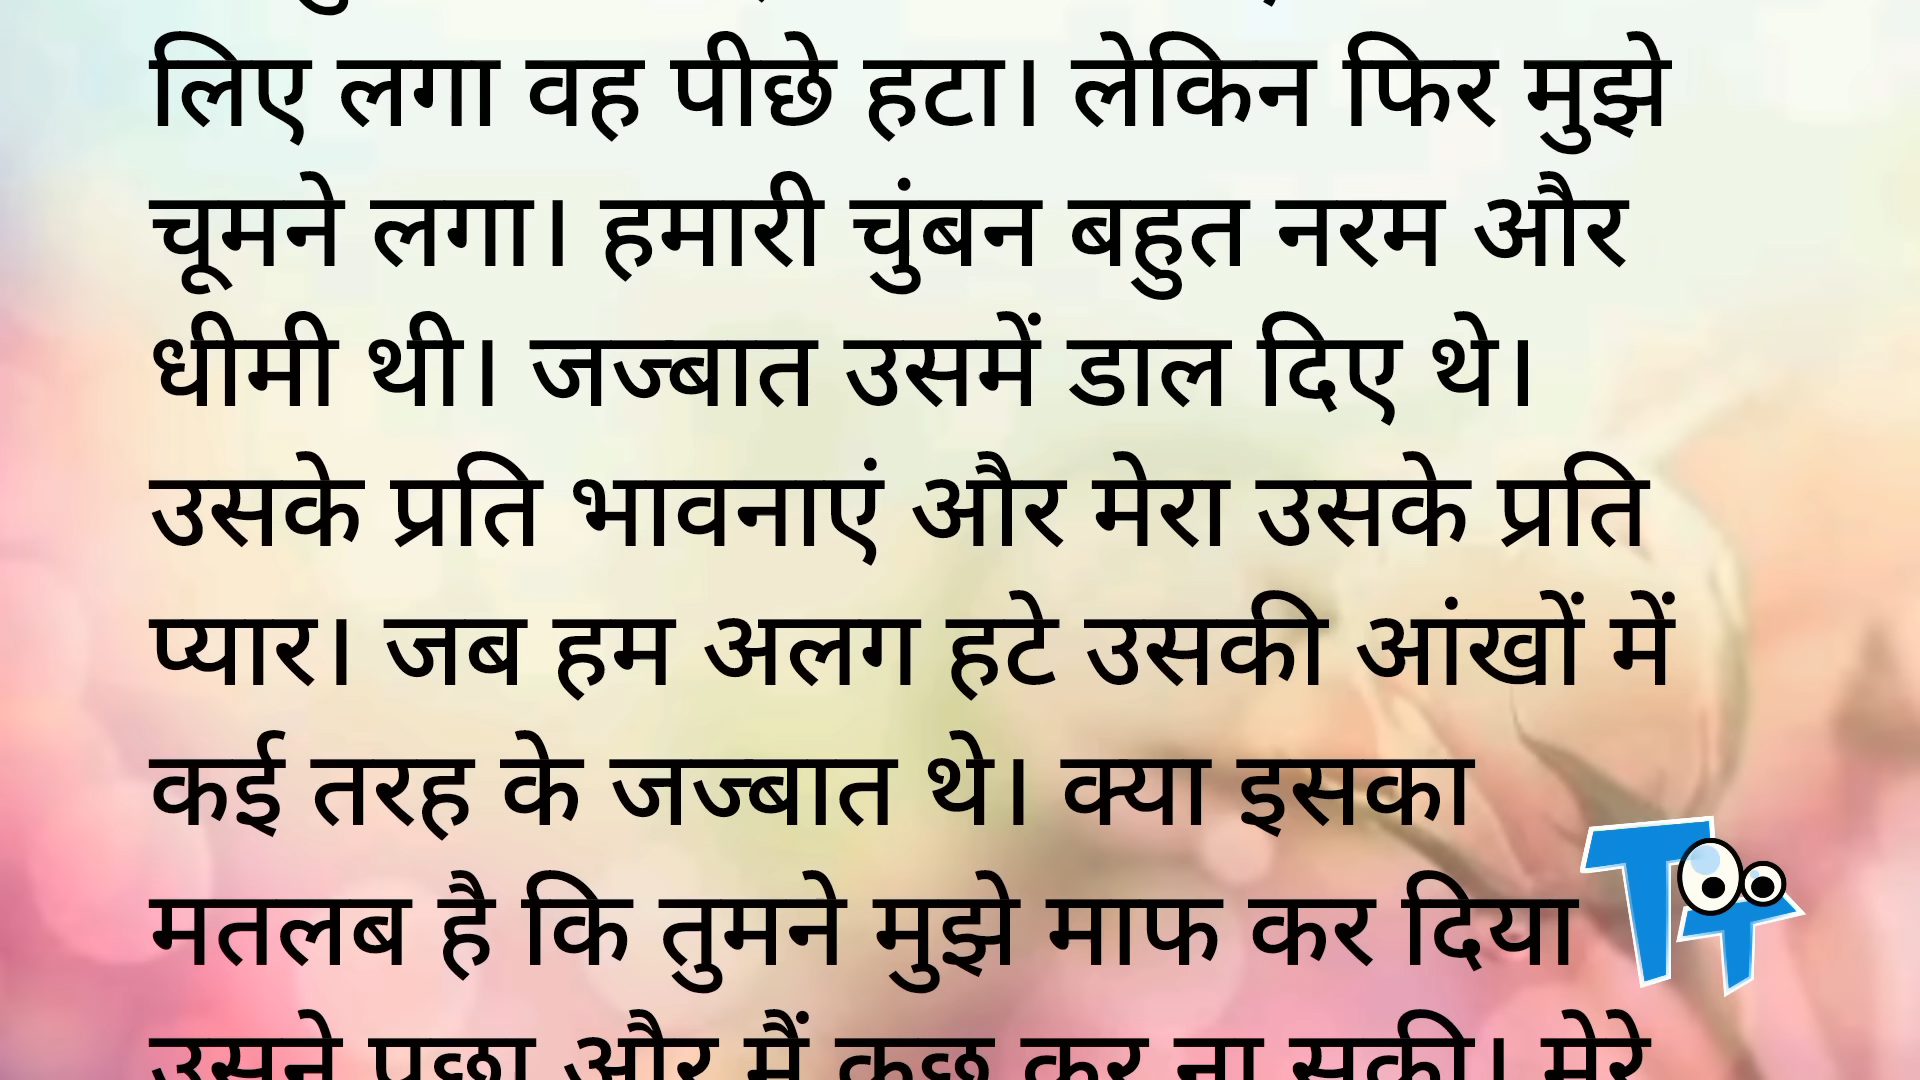 लिए लगा वह पीछे हटा। लेकिन फिर मुझे
चूमने लगा। हमारी चुंबन बहुत नरम और
धीमी थी। जज्बात उसमें डाल दिए थे।
उसके प्रति भावनाएं और मेरा उसके प्रति
प्यार। जब हम अलग हटे उसकी आंखों में
कई तरह के जज्बात थे। क्या इसका
मतलब है कि तुमने मुझे माफ कर दिया
उसने पूछा और मैं कुछ कर ना सकी। मेरे
TT